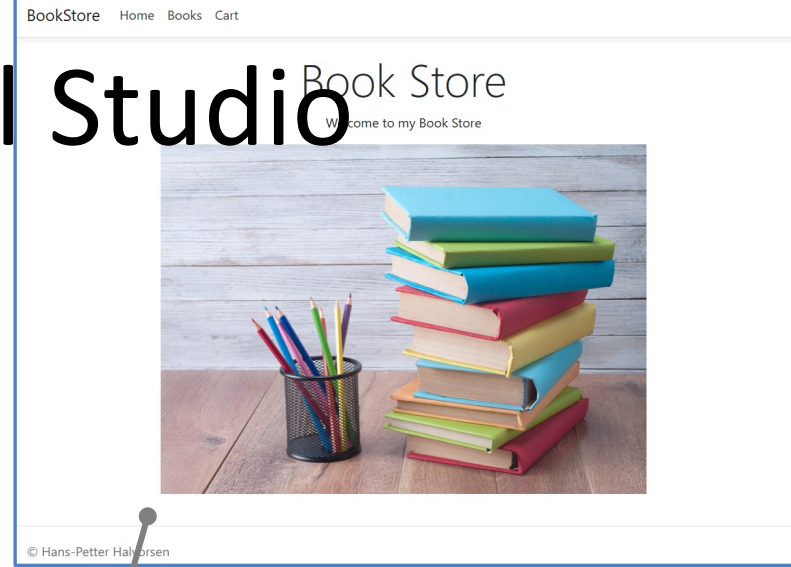 BookStore Home Books Cart
Book Store
l Studio
Welcome to my Book Store
© Hans-Petter Halvorsen